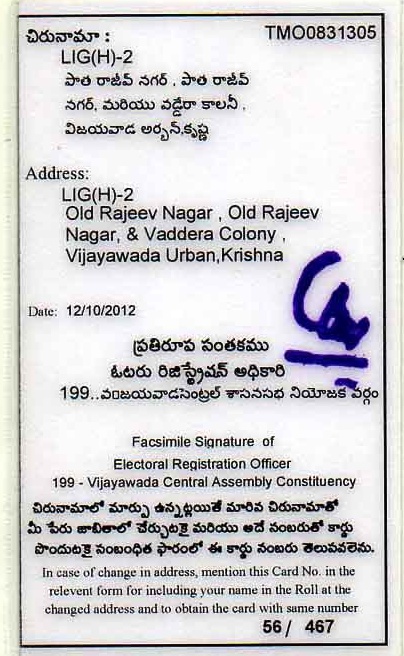 చిరునామా : TMO0831305
LIG(H)-2
పాత రాజీవ్ నగర్ , పాత రాజీవ్
నగర్, మరియు వడ్డేరా కాలనీ ,
విజయవాడ అర్బన్,కృష్ణ
Address:
LIG(H)-2
Old Rajeev Nagar , Old Rajeev
Nagar, & Vaddera Colony ,
Vijayawada Urban,Krishna
Date: 12/10/2012
ప్రతిరూప సంతకము
ఓటరు రిజిస్ట్రేషన్ అధికారి
199..విజయవాడసెంట్రల్ శాసనసభ నియోజక వర్గం
Facsimile Signature of
Electoral Registration Officer
199 - Vijayawada Central Assembly Constituency
చిరునామాలో మార్పు ఉన్నట్లయితే మారిన చిరునామాతో
మీ పేరు జాబితాలో చేర్చుటకై మరియు అదే నంబరుతో కార్డు
పొందుటకై సంబంధిత ఫారంలో ఈ కార్డు నంబరు తెలుపవలెను.
In case of change in address, mention this Card No. in the
relevent form for including your name in the Roll at the
changed address and to obtain the card with same number
56 / 467